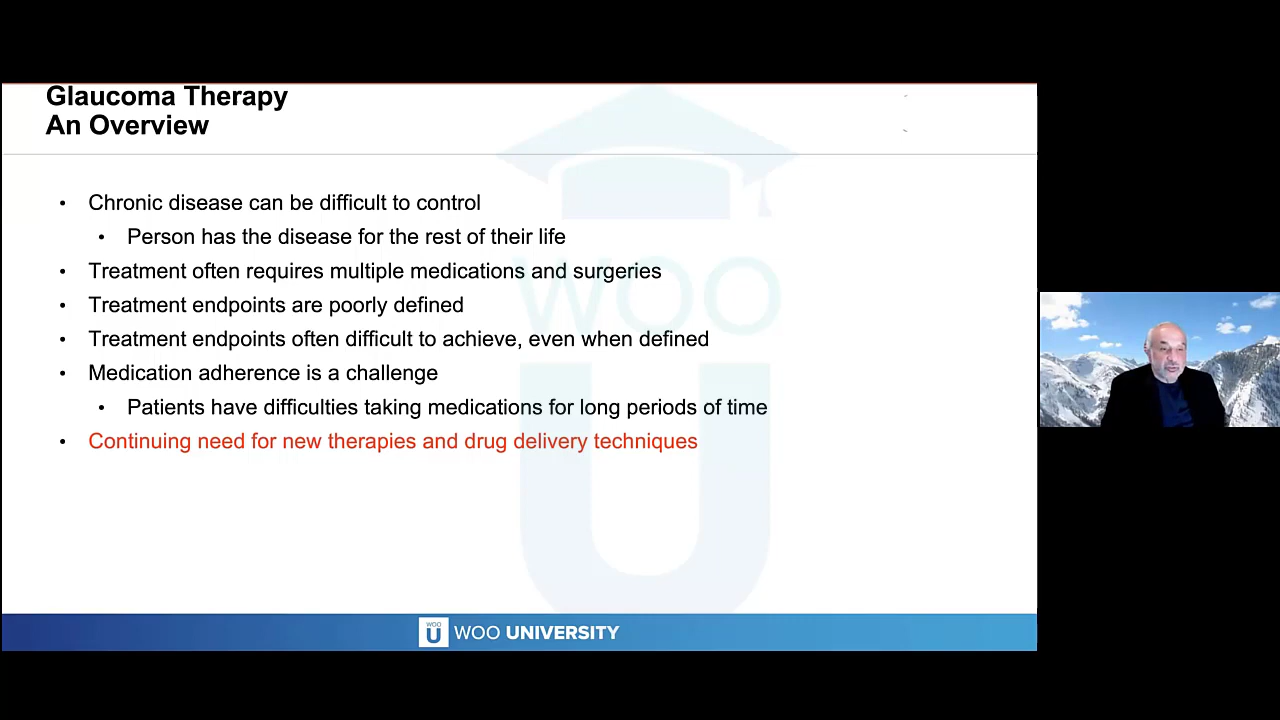 Glaucoma Therapy
An Overview
• Chronic disease can be difficult to control
• Person has the disease for the rest of their life
• Treatment often requires multiple medications and surgeries
• Treatment endpoints are poorly defined
• Treatment endpoints often difficult to achieve, even when defined
• Medication adherence is a challenge
• Patients have difficulties taking medications for long periods of time
• Continuing need for new therapies and drug delivery techniques
WOO
U
WOO
U
WOO UNIVERSITY